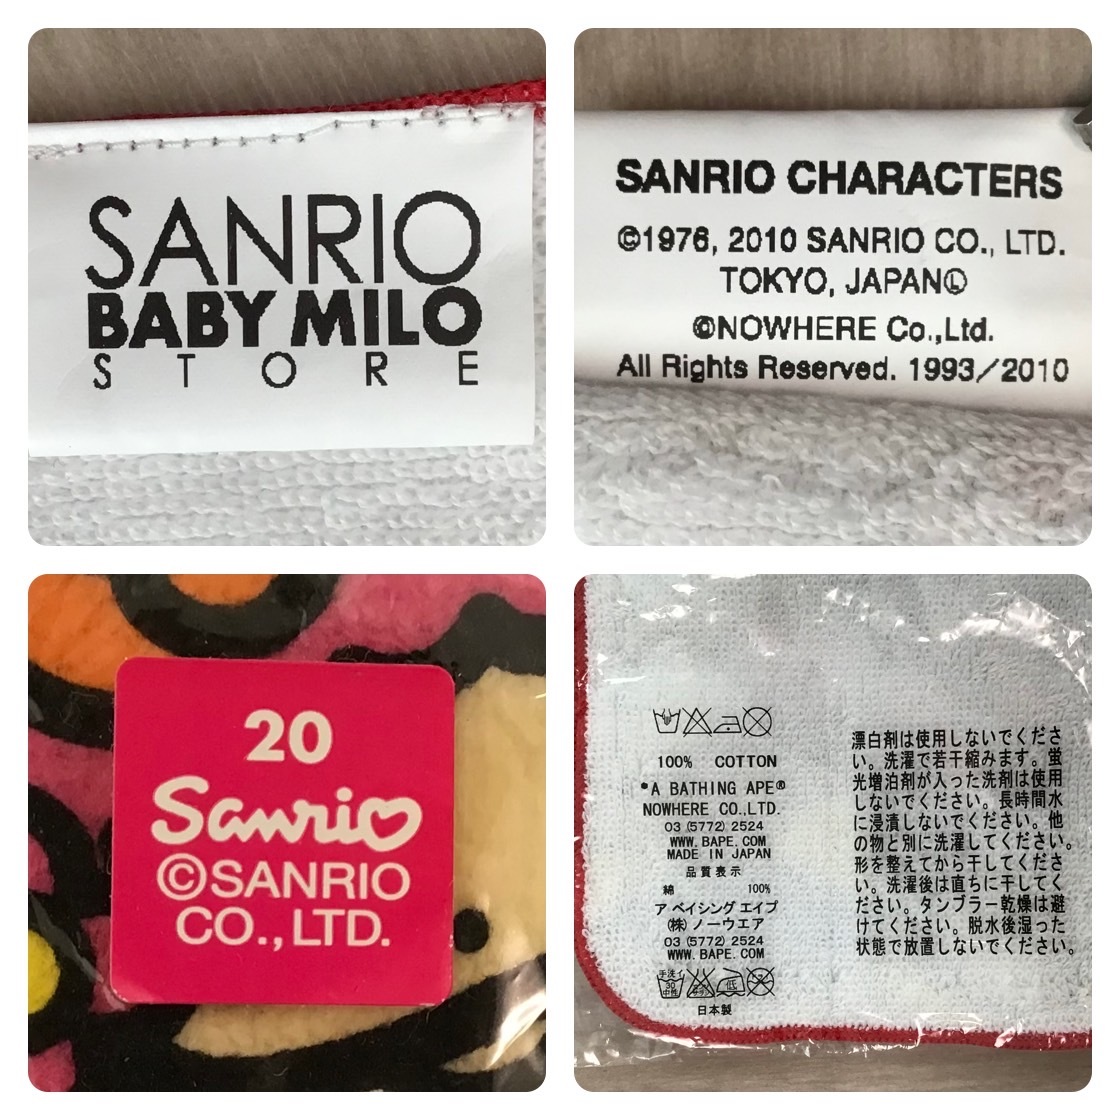 SANRIO
BABY MILO
STORE
SANRIO CHARACTERS
©1976, 2010 SANRIO CO., LTD.
TOKYO, JAPANⓁ
©NOWHERE Co.,Ltd.
All Rights Reserved. 1993/2010
20
Sanrio
©SANRIO
CO., LTD.
100% COTTON
*A BATHING APE®
NOWHERE CO.,LTD.
03 (5772) 2524
WWW.BAPE.COM
MADE IN JAPAN
品質表示
綿 100%
ア ベイシング エイプ
(株) ノーウエア
03 (5772) 2524
WWW.BAPE.COM
手洗イ
30
中性
低
日本製
漂白剤は使用しないでくださ
い。洗濯で若干縮みます。蛍
光増泊剤が入った洗剤は使用
しないでください。長時間水
に浸漬しないでください。他
の物と別に洗濯してください。
形を整えてから干してくださ
い。洗濯後は直ちに干してく
ださい。タンブラー乾燥は避
けてください。脱水後湿った
状態で放置しないでください。